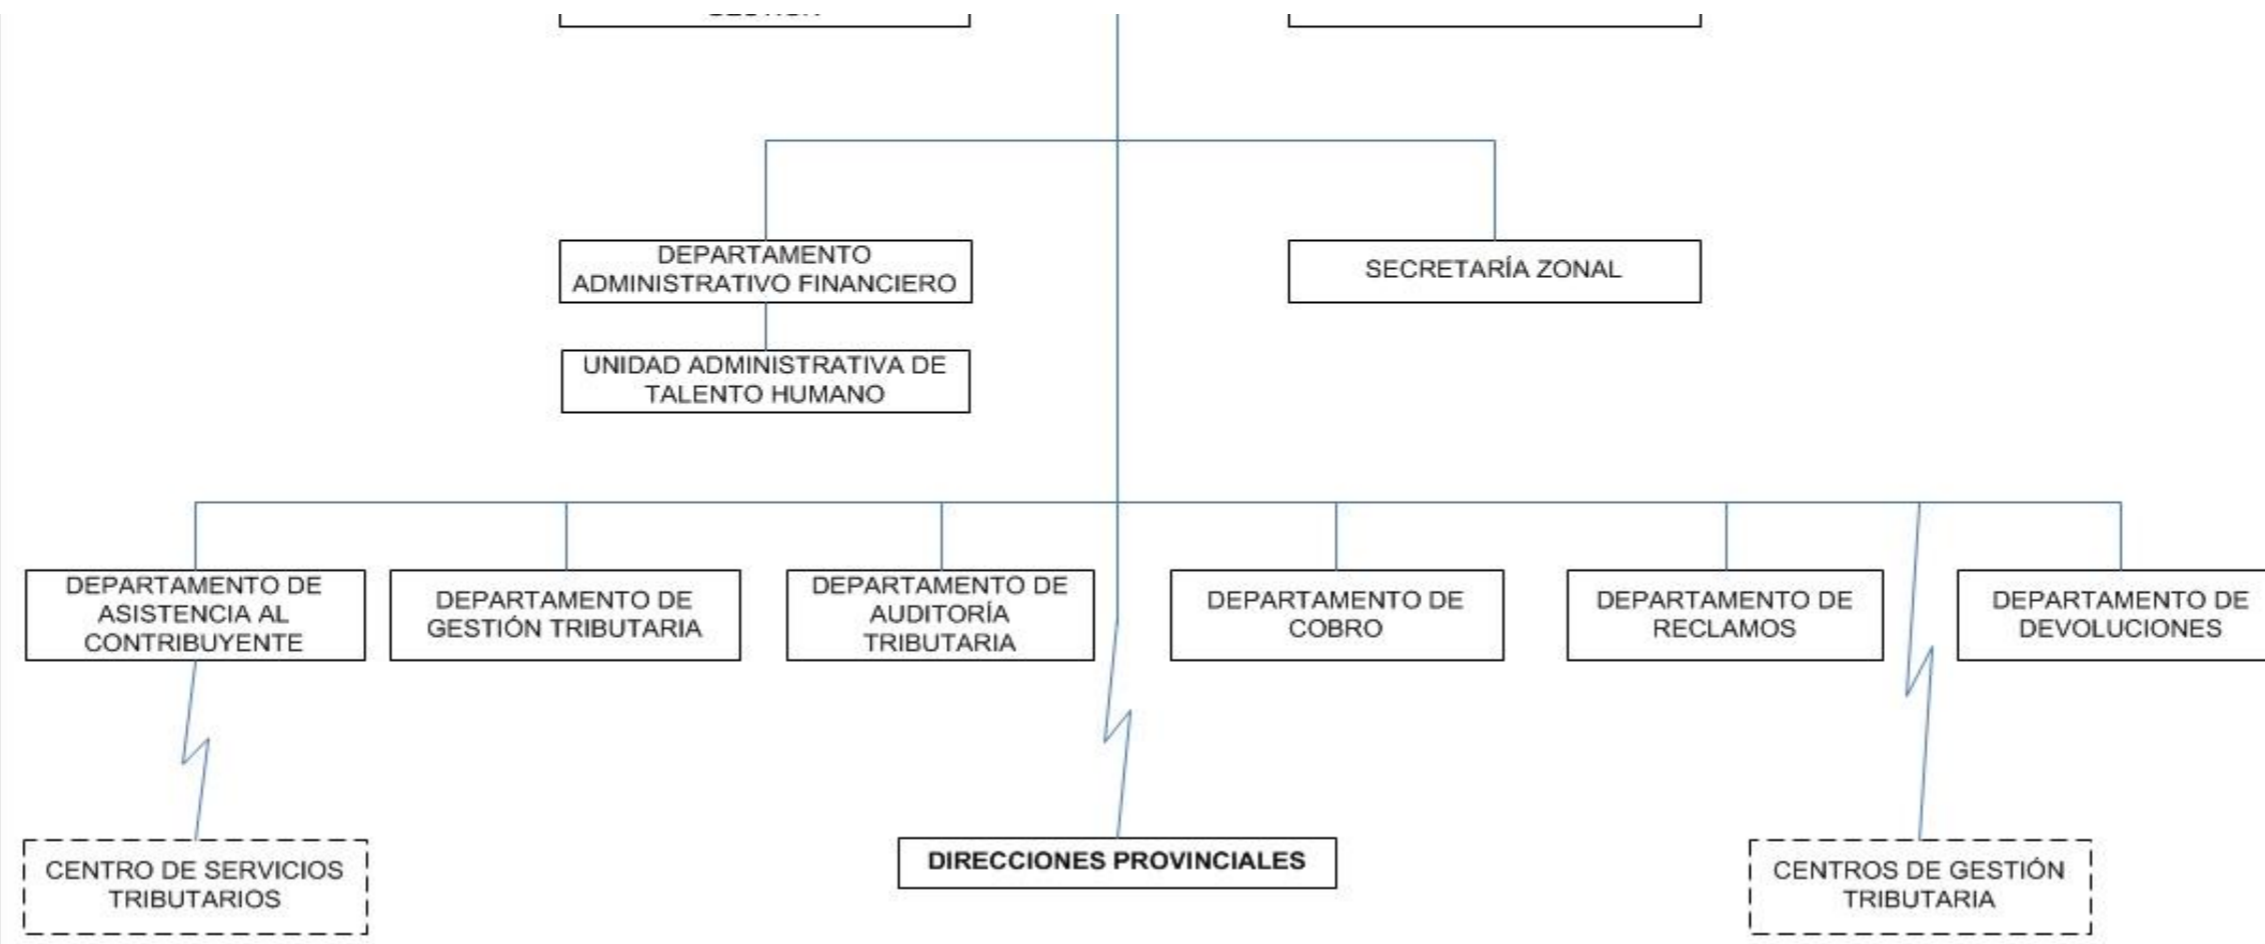 DEPARTAMENTO
ADMINISTRATIVO FINANCIERO
SECRETARÍA ZONAL
UNIDAD ADMINISTRATIVA DE
TALENTO HUMANO
DEPARTAMENTO DE
ASISTENCIA AL
CONTRIBUYENTE
DEPARTAMENTO DE
GESTIÓN TRIBUTARIA
DEPARTAMENTO DE
AUDITORÍA
TRIBUTARIA
DEPARTAMENTO DE
COBRO
DEPARTAMENTO DE
RECLAMOS
DEPARTAMENTO DE
DEVOLUCIONES
CENTRO DE SERVICIOS
TRIBUTARIOS
DIRECCIONES PROVINCIALES
CENTROS DE GESTIÓN
TRIBUTARIA